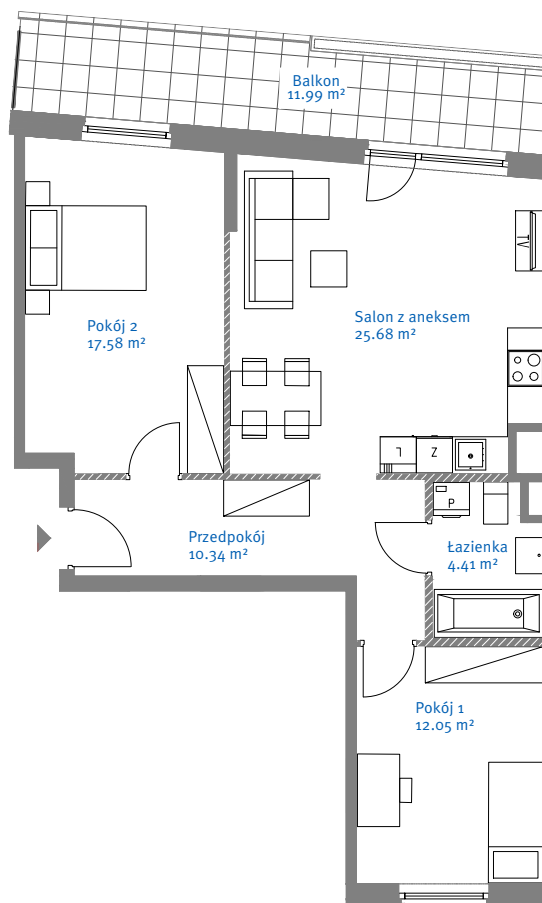 Balkon
11.99 m²
TV
Pokój 2
17.58 m²
Salon z aneksem
25.68 m²
L
Z
P
Przedpokój
10.34 m²
Łazienka
4.41 m²
Pokój 1
12.05 m²